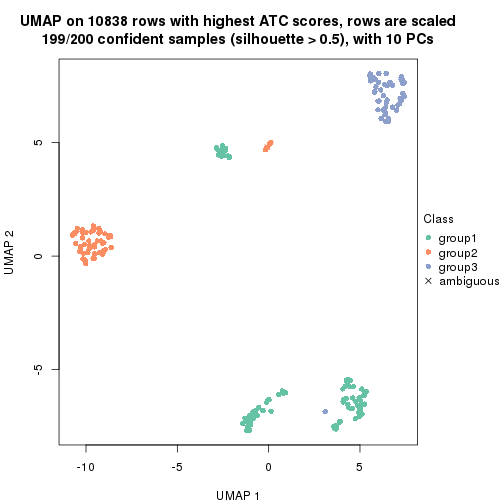 UMAP on 10838 rows with highest ATC scores, rows are scaled
199/200 confident samples (silhouette > 0.5), with 10 PCs
5
0
-5
UMAP 2
-10
-5
0
5
UMAP 1
Class
group1
group2
group3
ambiguous